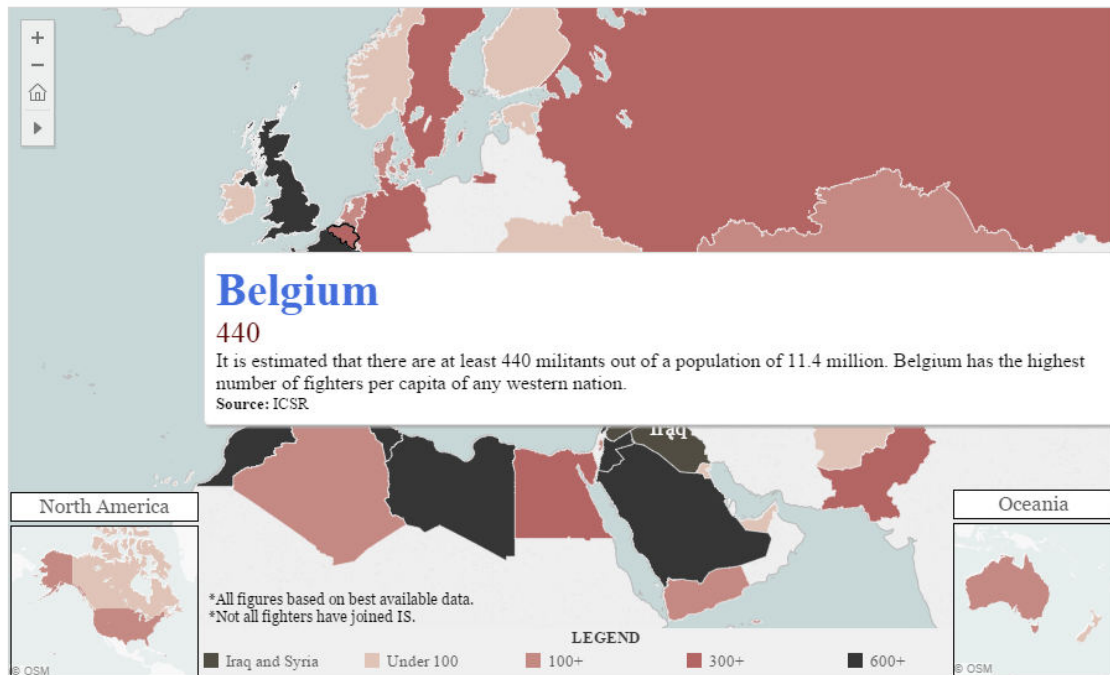 Belgium
440
It is estimated that there are at least 440 militants out of a population of 11.4 million. Belgium has the highest
number of fighters per capita of any western nation.
Source: ICSR
Iraq
North America
Oceania
*All figures based on best available data.
*Not all fighters have joined IS.
LEGEND
Iraq and Syria
Under 100
100+
300+
600+
© OSM
© OSM